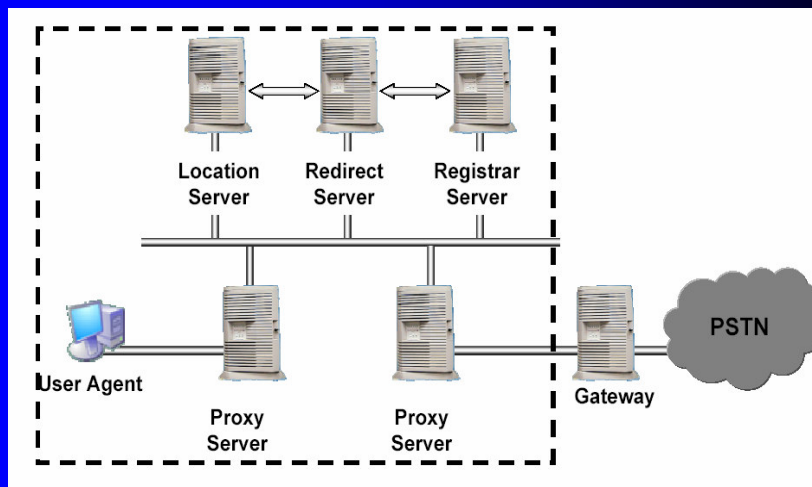 Location
Server
Redirect
Server
Registrar
Server
PSTN
User Agent
Gateway
Proxy
Server
Proxy
Server